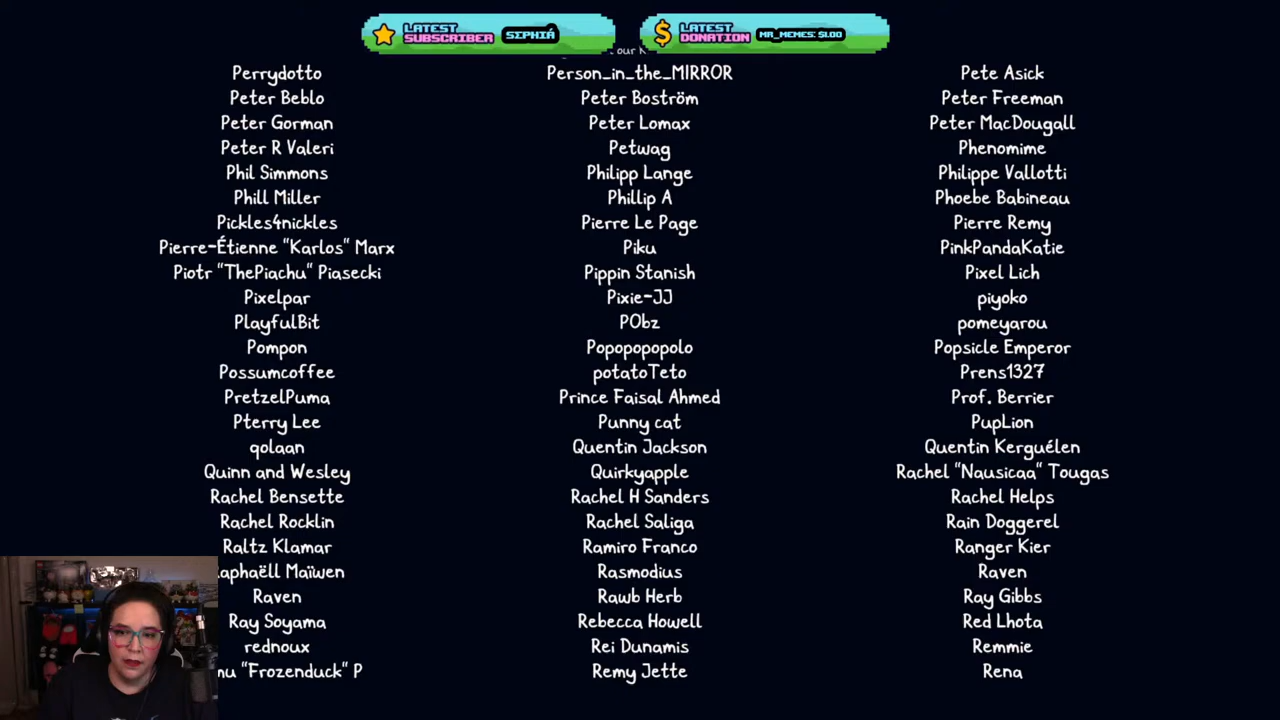 LATEST SUBSCRIBER SIPHIÁ
LATEST DONATION MR_MEMES: $1.00
our
Perrydotto Person_in_the_MIRROR Pete Asick
Peter Beblo Peter Boström Peter Freeman
Peter Gorman Peter Lomax Peter MacDougall
Peter R Valeri Petwag Phenomime
Phil Simmons Philipp Lange Philippe Vallotti
Phill Miller Phillip A Phoebe Babineau
Pickles4nickles Pierre Le Page Pierre Remy
Pierre-Étienne "Karlos" Marx Piku PinkPandaKatie
Piotr "ThePiachu" Piasecki Pippin Stanish Pixel Lich
Pixelpar Pixie-JJ piyoko
PlayfulBit PObz pomeyarou
Pompon Popopopopolo Popsicle Emperor
Possumcoffee potatoTeto Prens1327
PretzelPuma Prince Faisal Ahmed Prof. Berrier
Pterry Lee Punny cat PupLion
qolaan Quentin Jackson Quentin Kerguélen
Quinn and Wesley Quirkyapple Rachel "Nausicaa" Tougas
Rachel Bensette Rachel H Sanders Rachel Helps
Rachel Rocklin Rachel Saliga Rain Doggerel
Raltz Klamar Ramiro Franco Ranger Kier
aphaëll Maïwen Rasmodius Raven
Raven Rawb Herb Ray Gibbs
Ray Soyama Rebecca Howell Red Lhota
rednoux Rei Dunamis Remmie
"Frozenduck" P Remy Jette Rena